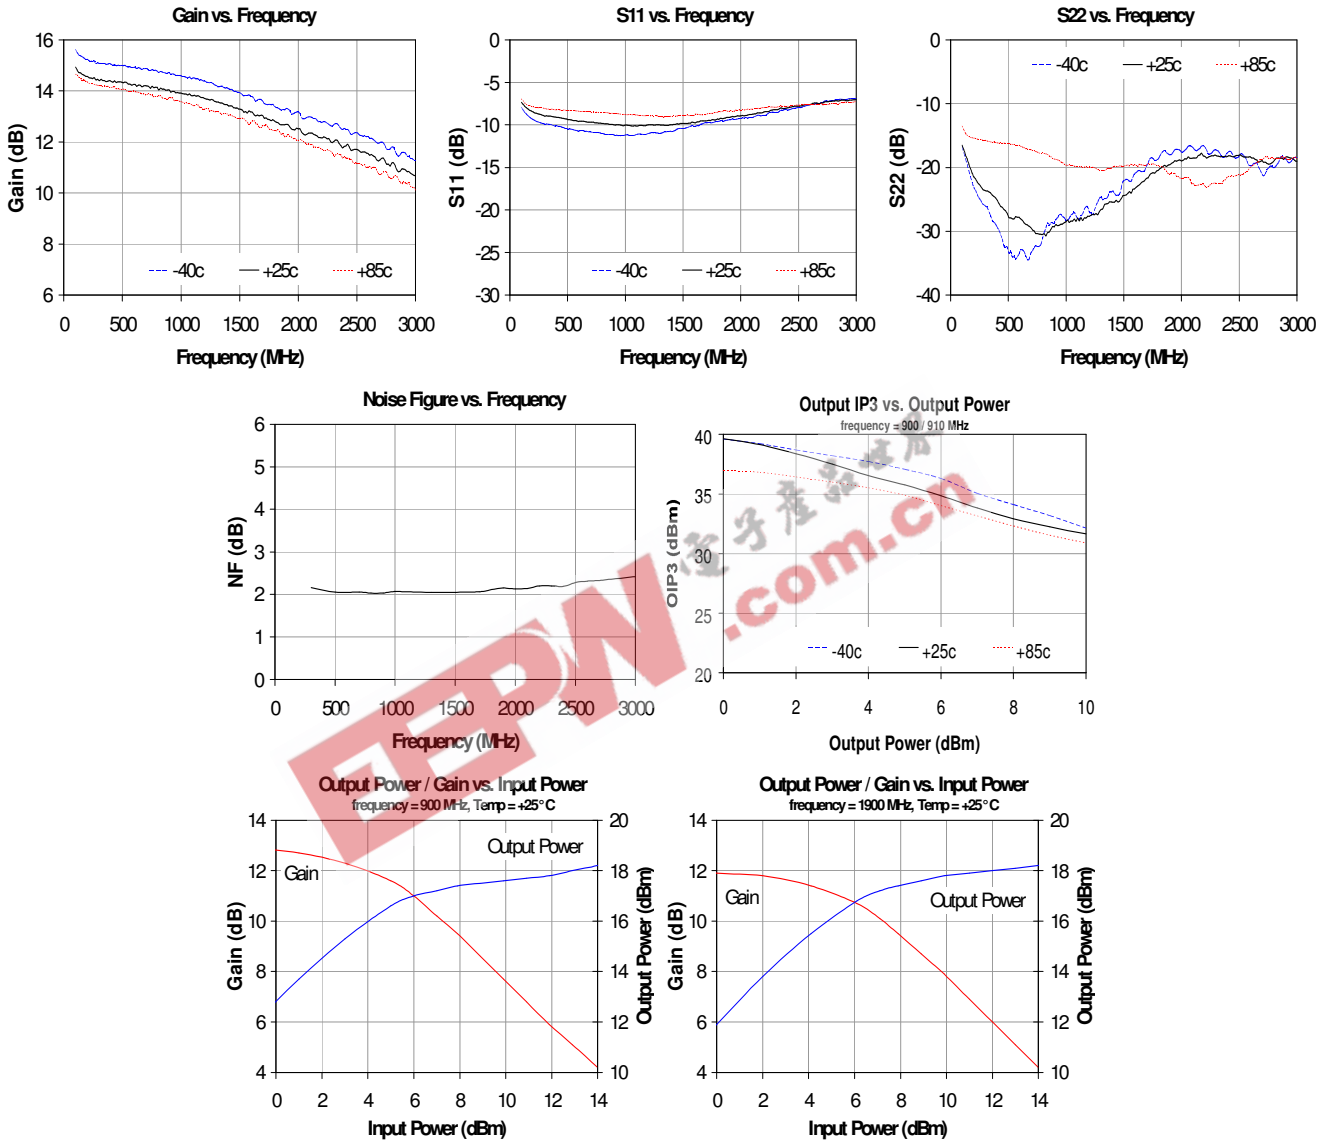 Gain vs. Frequency
16
14
12
10
8
6
Gain (dB)
-40c
+25c
+85c
0 500 1000 1500 2000 2500 3000
Frequency (MHz)
S11 vs. Frequency
0
-5
-10
-15
-20
-25
-30
S11 (dB)
-40c
+25c
+85c
0 500 1000 1500 2000 2500 3000
Frequency (MHz)
S22 vs. Frequency
0
-10
-20
-30
-40
S22 (dB)
-40c
+25c
+85c
0 500 1000 1500 2000 2500 3000
Frequency (MHz)
Noise Figure vs. Frequency
6
5
4
3
2
1
0
NF (dB)
0 500 1000 1500 2000 2500 3000
Frequency (MHz)
Output IP3 vs. Output Power
frequency = 900 / 910 MHz
40
35
30
25
20
OIP3 (dBm)
-40c
+25c
+85c
0 2 4 6 8 10
Output Power (dBm)
電子產品世界
EEPW.com.cn
Output Power / Gain vs. Input Power
frequency = 900 MHz, Temp = +25°C
14
12
10
8
6
4
Gain (dB)
Gain
Output Power
20
18
16
14
12
10
Output Power (dBm)
0 2 4 6 8 10 12 14
Input Power (dBm)
Output Power / Gain vs. Input Power
frequency = 1900 MHz, Temp = +25°C
14
12
10
8
6
4
Gain (dB)
Gain
Output Power
20
18
16
14
12
10
Output Power (dBm)
0 2 4 6 8 10 12 14
Input Power (dBm)